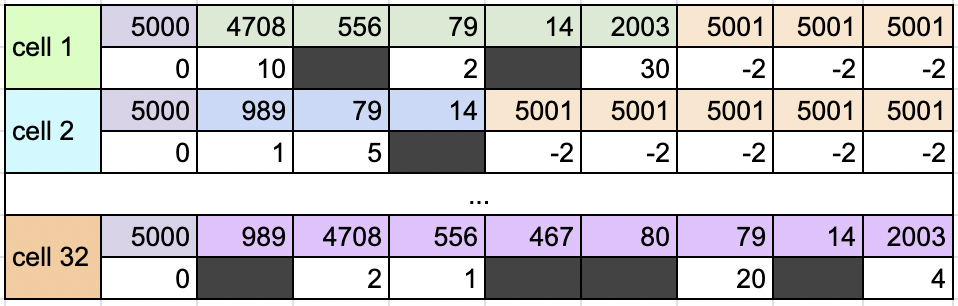 cell 1 5000 4708 556 79 14 2003 5001 5001 5001
0 10 2 30 -2 -2 -2
cell 2 5000 989 79 14 5001 5001 5001 5001 5001
0 1 5 -2 -2 -2 -2 -2
...
cell 32 5000 989 4708 556 467 80 79 14 2003
0 2 1 20 4